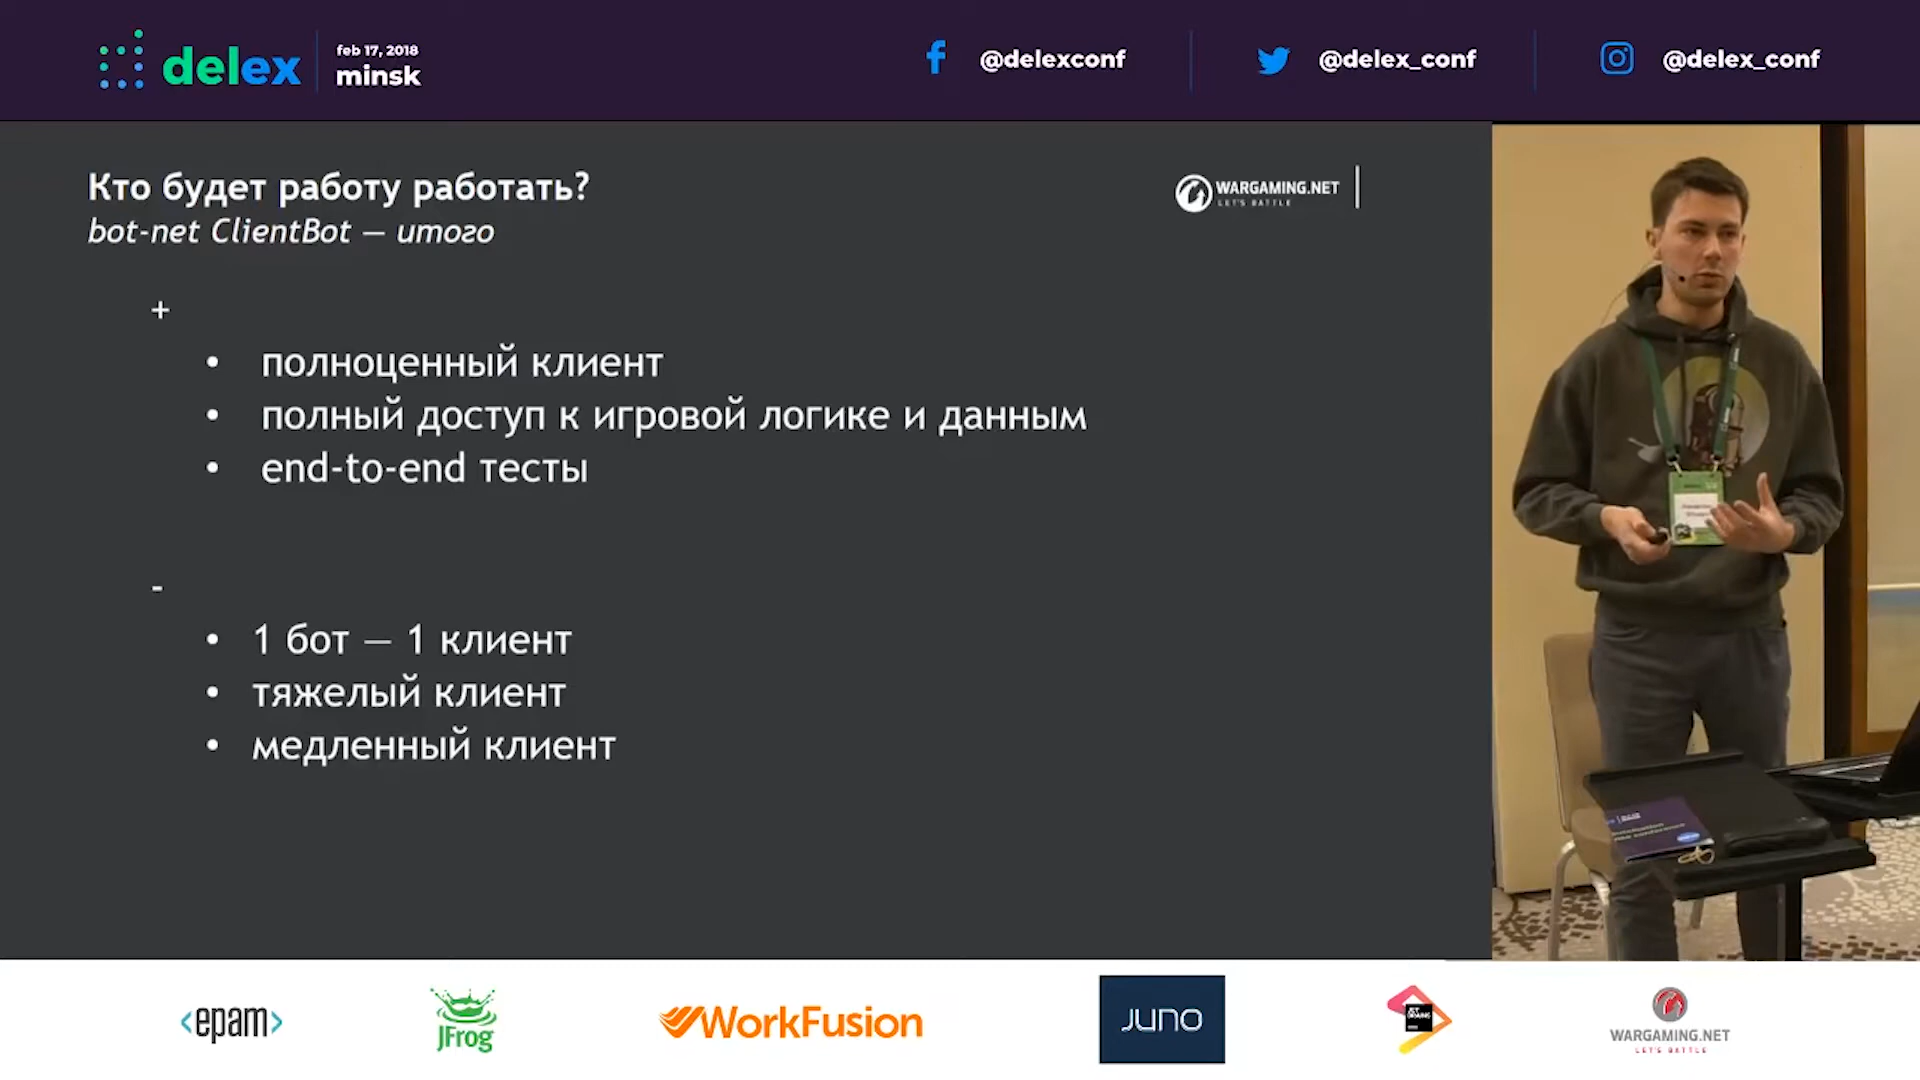 delex
feb 17, 2018
minsk
@delexconf
@delex_conf
@delex_conf
Кто будет работу работать?
bot-net ClientBot — итого
WARGAMING.NET
LET'S BATTLE
+
• полноценный клиент
• полный доступ к игровой логике и данным
• end-to-end тесты
-
• 1 бот — 1 клиент
• тяжелый клиент
• медленный клиент
<epam>
JFrog
WorkFusion
JUNO
JET BRAINS
WARGAMING.NET
LET'S BATTLE